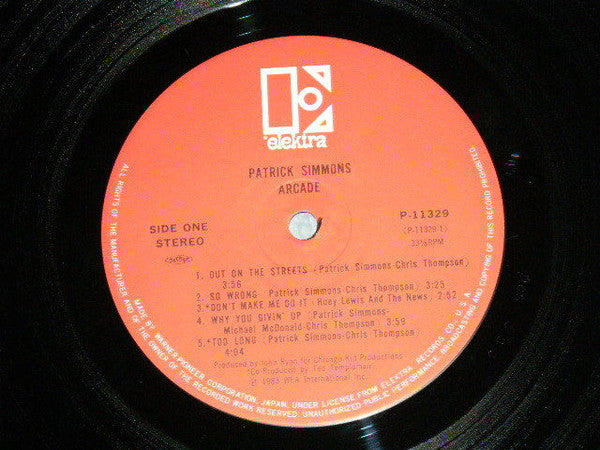 elektra
PATRICK SIMMONS
ARCADE
SIDE ONE
STEREO
P-11329
(P-11329-1)
33⅓RPM
1. OUT ON THE STREETS (Patrick Simmons-Chris Thompson)
3:56
2. SO WRONG (Patrick Simmons-Chris Thompson) 3:25
3.*DON'T MAKE ME DO IT (Huey Lewis And The News) 2:52
4. WHY YOU GIVIN' UP (Patrick Simmons-
Michael McDonald-Chris Thompson) 3:59
5.*TOO LONG (Patrick Simmons-Chris Thompson)
4:04
Produced by John Ryan for Chicago Kid Productions
*Co-Produced by Ted Templeman
℗ 1983 WEA International Inc.
ALL RIGHTS OF THE MANUFACTURER AND OF THE OWNER OF THE RECORDED WORK RESERVED. UNAUTHORIZED PUBLIC PERFORMANCE, BROADCASTING AND COPYING OF THIS RECORD PROHIBITED.
MADE BY WARNER-PIONEER CORPORATION, JAPAN, UNDER LICENSE FROM ELEKTRA RECORDS CO., U.S.A.